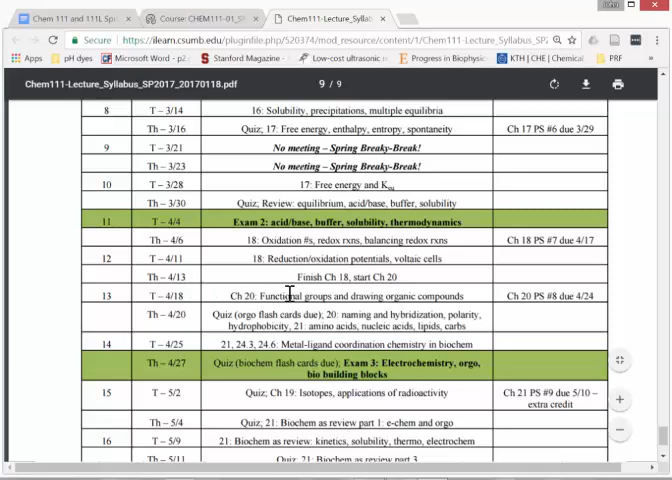 Chem 111 and 111L Spri
Course: CHEM111-01_SP
Chem111-Lecture_Syllab
Secure https://ilearn.csumb.edu/pluginfile.php/520374/mod_resource/content/1/Chem111-Lecture_Syllabus_SP2
Apps pH dyes Microsoft Word - p2.r Stanford Magazine - Low-cost ultrasonic Progress in Biophysic KTH | CHE | Chemical PRF
Chem111-Lecture_Syllabus_SP2017_20170118.pdf 9 / 9
8 T – 3/14 16: Solubility, precipitations, multiple equilibria
Th – 3/16 Quiz; 17: Free energy, enthalpy, entropy, spontaneity Ch 17 PS #6 due 3/29
9 T – 3/21 No meeting – Spring Breaky-Break!
Th – 3/23 No meeting – Spring Breaky-Break!
10 T – 3/28 17: Free energy and Keq
Th – 3/30 Quiz; Review: equilibrium, acid/base, buffer, solubility
11 T – 4/4 Exam 2: acid/base, buffer, solubility, thermodynamics
Th – 4/6 18: Oxidation #s, redox rxns, balancing redox rxns Ch 18 PS #7 due 4/17
12 T – 4/11 18: Reduction/oxidation potentials, voltaic cells
Th – 4/13 Finish Ch 18, start Ch 20
13 T – 4/18 Ch 20: Functional groups and drawing organic compounds Ch 20 PS #8 due 4/24
Th – 4/20 Quiz (orgo flash cards due); 20: naming and hybridization, polarity,
hydrophobicity, 21: amino acids, nucleic acids, lipids, carbs
14 T – 4/25 21, 24.3, 24.6: Metal-ligand coordination chemistry in biochem
Th – 4/27 Quiz (biochem flash cards due); Exam 3: Electrochemistry, orgo,
bio building blocks
15 T – 5/2 Quiz; Ch 19: Isotopes, applications of radioactivity Ch 21 PS #9 due 5/10 –
extra credit
Th – 5/4 Quiz; 21: Biochem as review part 1: e-chem and orgo
16 T – 5/9 21: Biochem as review: kinetics, solubility, thermo, electrochem
Th – 5/11 Quiz; 21: Biochem as review part 3